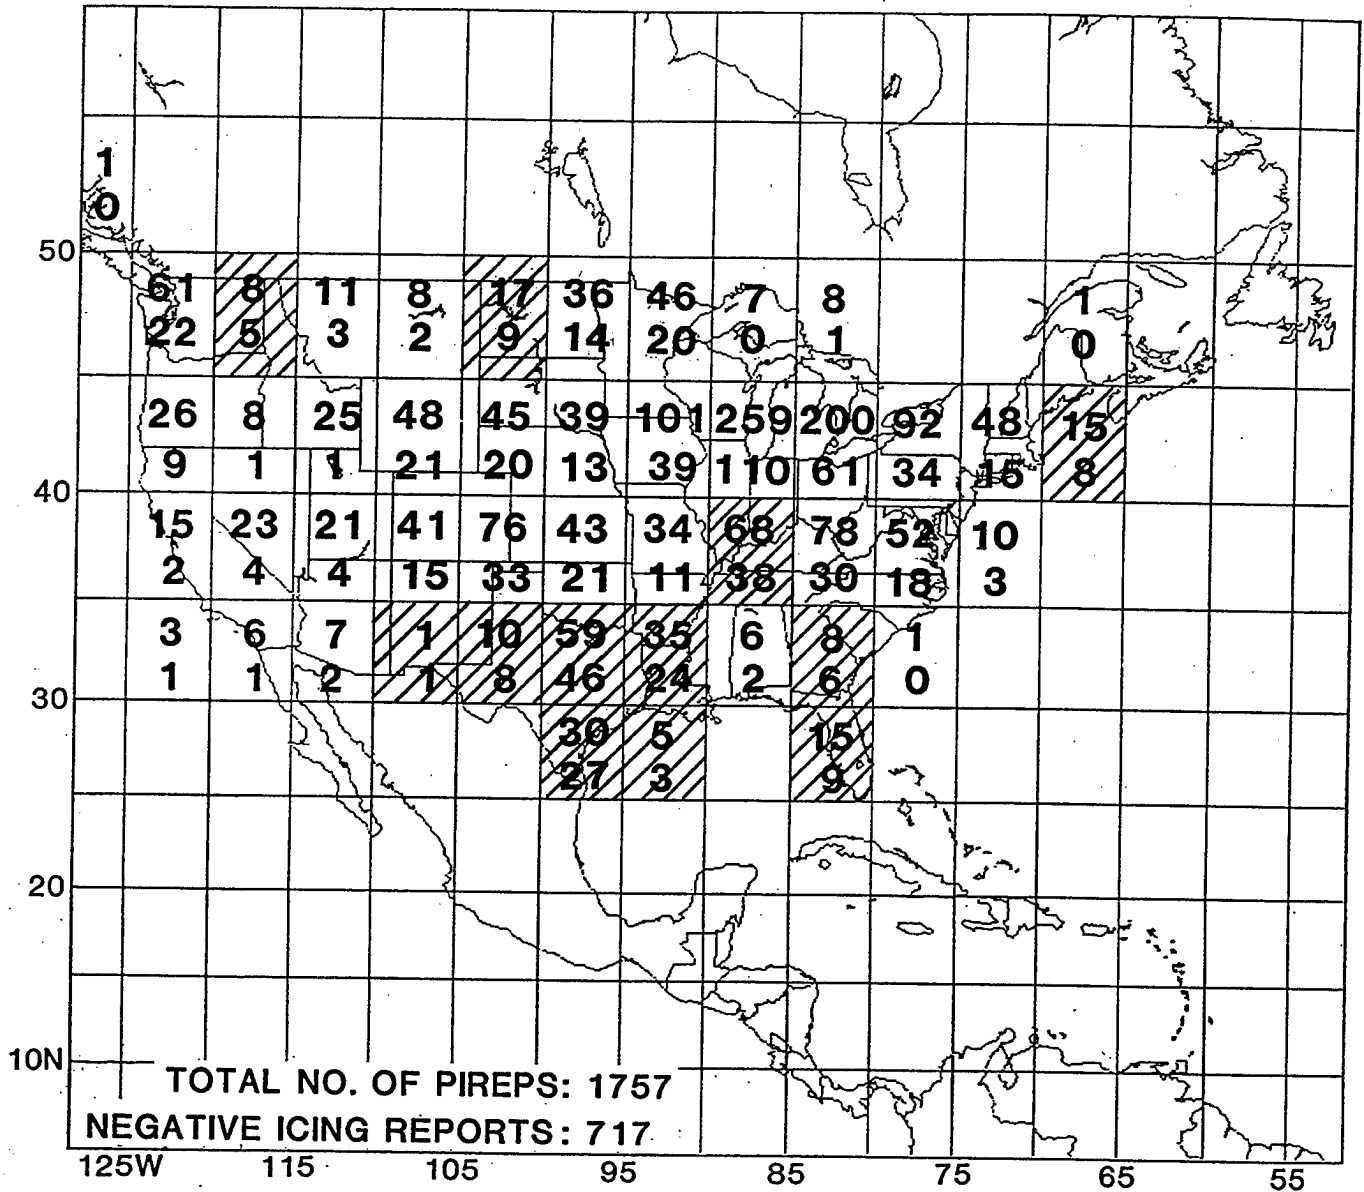 1
0
50
61 8 11 8 17 36 46 7 8 1
22 5 3 2 9 14 20 0 1 0
26 8 25 48 45 39 101 259 200 92 48 15
9 1 1 21 20 13 39 110 61 34 15 8
40
15 23 21 41 76 43 34 68 78 52 10
2 4 4 15 33 21 11 38 30 18 3
3 6 7 1 10 59 35 6 8 1
1 1 2 1 8 46 24 2 6 0
30
30 5 15
27 3 9
20
10N
TOTAL NO. OF PIREPS: 1757
NEGATIVE ICING REPORTS: 717
125W 115 105 95 85 75 65 55